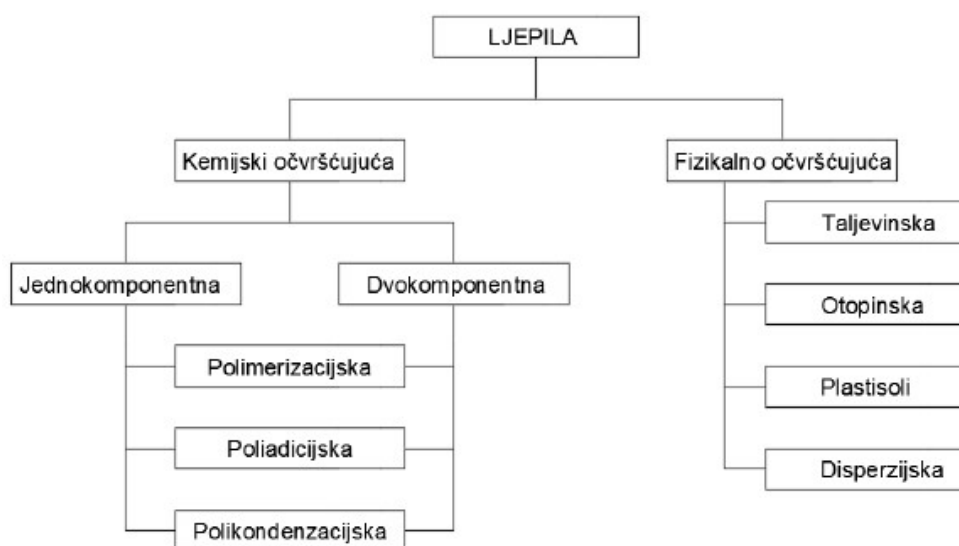 LJEPILA
Kemijski očvršćujuća
Fizikalno očvršćujuća
Taljevinska
Jednokomponentna
Dvokomponentna
Otopinska
Polimerizacijska
Plastisoli
Poliadicijska
Disperzijska
Polikondenzacijska